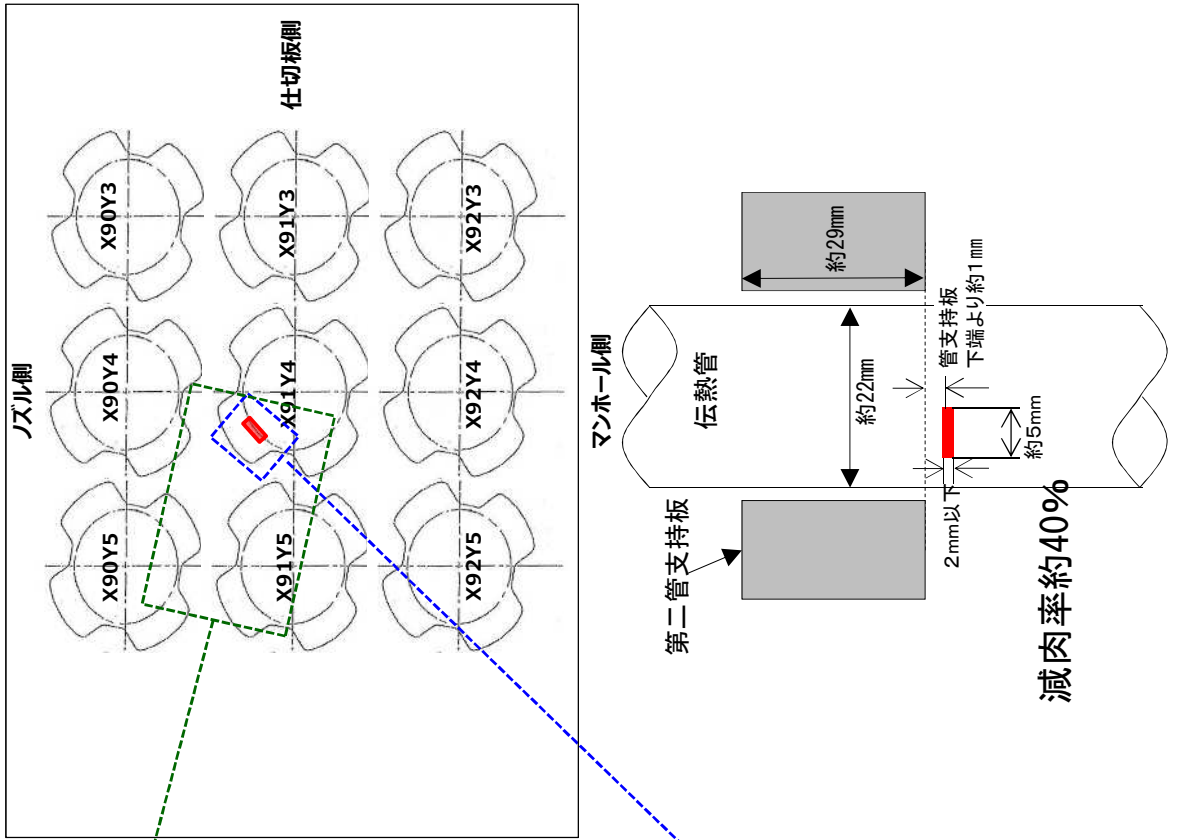 ノズル側
仕切板側
X90Y5
X90Y4
X90Y3
X91Y5
X91Y4
X91Y3
X92Y5
X92Y4
X92Y3
マンホール側
伝熱管
第二管支持板
約29mm
約22mm
管支持板
下端より約1mm
2mm以下
約5mm
減肉率約40%